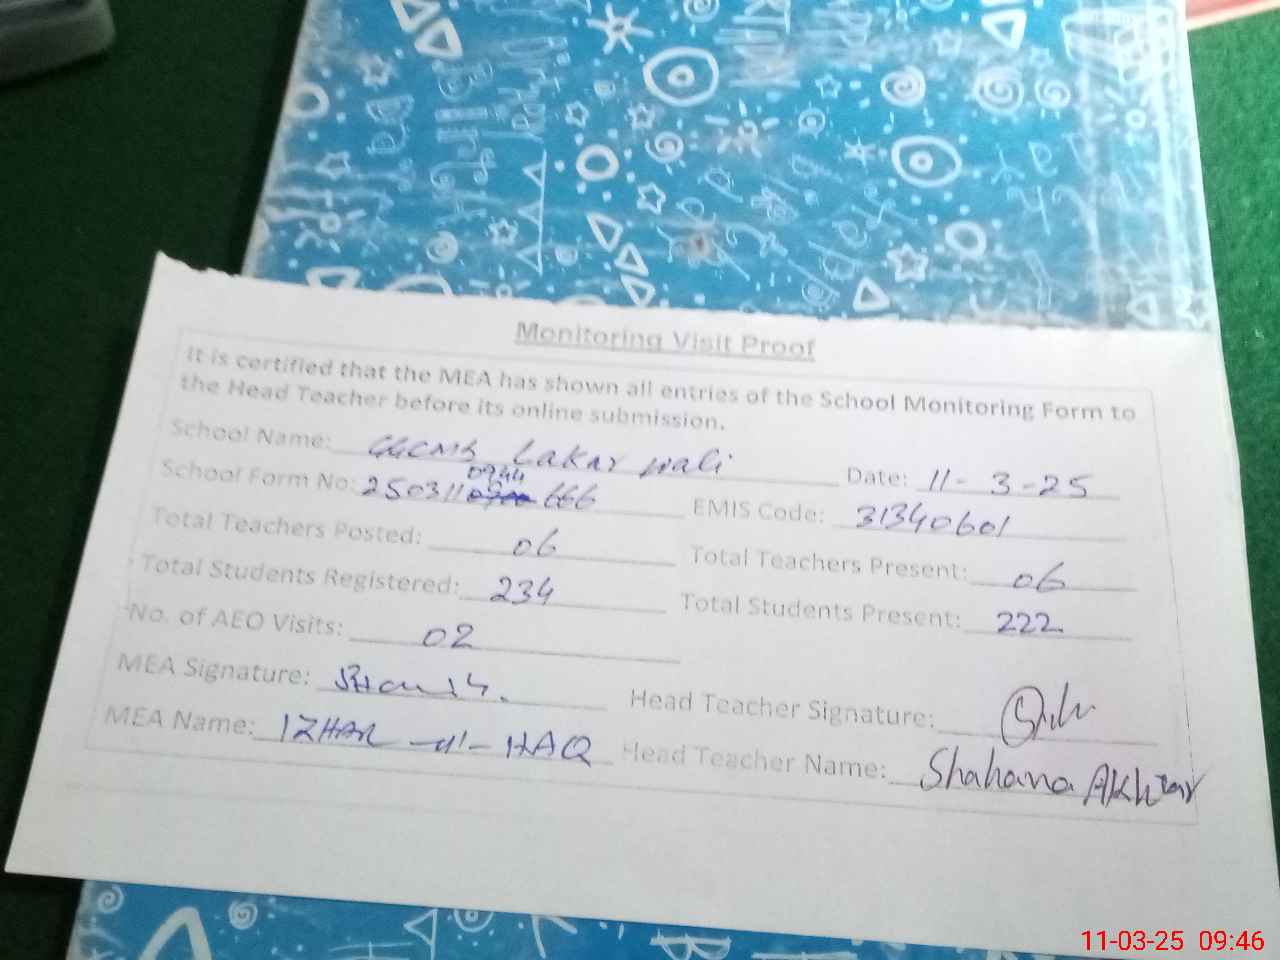 Monitoring Visit Proof
It is certified that the MEA has shown all entries of the School Monitoring Form to
the Head Teacher before its online submission.
School Name: GGCMS Lakar wali Date: 11-3-25
0944
School Form No: 250311 666 EMIS Code: 31340601
Total Teachers Posted: 06 Total Teachers Present: 06
Total Students Registered: 234 Total Students Present: 222
No. of AEO Visits: 02
MEA Signature: Head Teacher Signature:
MEA Name: IZHAR -ul- HAQ Head Teacher Name: Shahana Akhtar
11-03-25 09:46